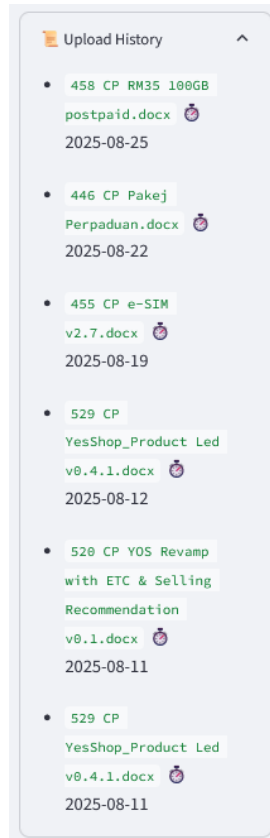 📜 Upload History
458 CP RM35 100GB
postpaid.docx ⏱
2025-08-25
446 CP Pakej
Perpaduan.docx ⏱
2025-08-22
455 CP e-SIM
v2.7.docx ⏱
2025-08-19
529 CP
YesShop_Product Led
v0.4.1.docx ⏱
2025-08-12
520 CP YOS Revamp
with ETC & Selling
Recommendation
v0.1.docx ⏱
2025-08-11
529 CP
YesShop_Product Led
v0.4.1.docx ⏱
2025-08-11